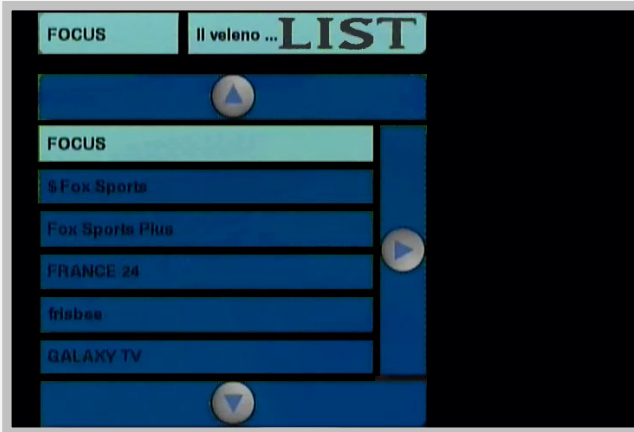 FOCUS
Il veleno ...
LIST
FOCUS
$ Fox Sports
Fox Sports Plus
FRANCE 24
frisbee
GALAXY TV